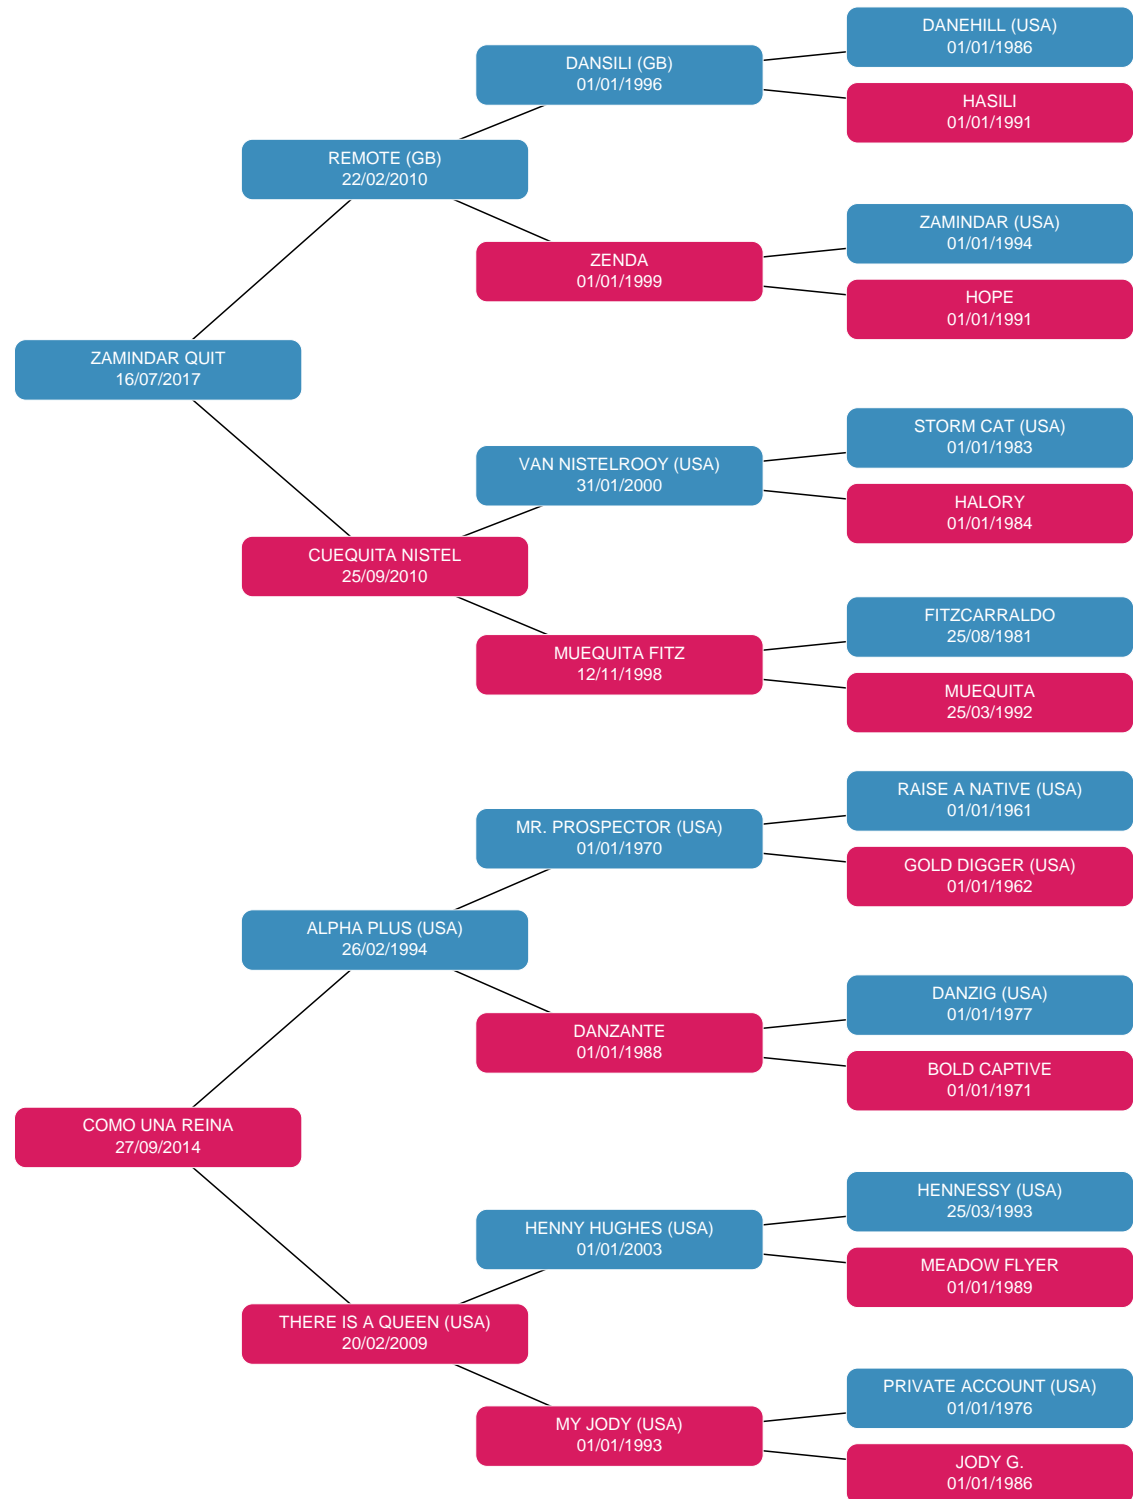 DANEHILL (USA)
01/01/1986
DANSILI (GB)
01/01/1996
HASILI
01/01/1991
REMOTE (GB)
22/02/2010
ZAMINDAR (USA)
01/01/1994
ZENDA
01/01/1999
HOPE
01/01/1991
ZAMINDAR QUIT
16/07/2017
STORM CAT (USA)
01/01/1983
VAN NISTELROOY (USA)
31/01/2000
HALORY
01/01/1984
CUEQUITA NISTEL
25/09/2010
FITZCARRALDO
25/08/1981
MUEQUITA FITZ
12/11/1998
MUEQUITA
25/03/1992
RAISE A NATIVE (USA)
01/01/1961
MR. PROSPECTOR (USA)
01/01/1970
GOLD DIGGER (USA)
01/01/1962
ALPHA PLUS (USA)
26/02/1994
DANZIG (USA)
01/01/1977
DANZANTE
01/01/1988
BOLD CAPTIVE
01/01/1971
COMO UNA REINA
27/09/2014
HENNESSY (USA)
25/03/1993
HENNY HUGHES (USA)
01/01/2003
MEADOW FLYER
01/01/1989
THERE IS A QUEEN (USA)
20/02/2009
PRIVATE ACCOUNT (USA)
01/01/1976
MY JODY (USA)
01/01/1993
JODY G.
01/01/1986